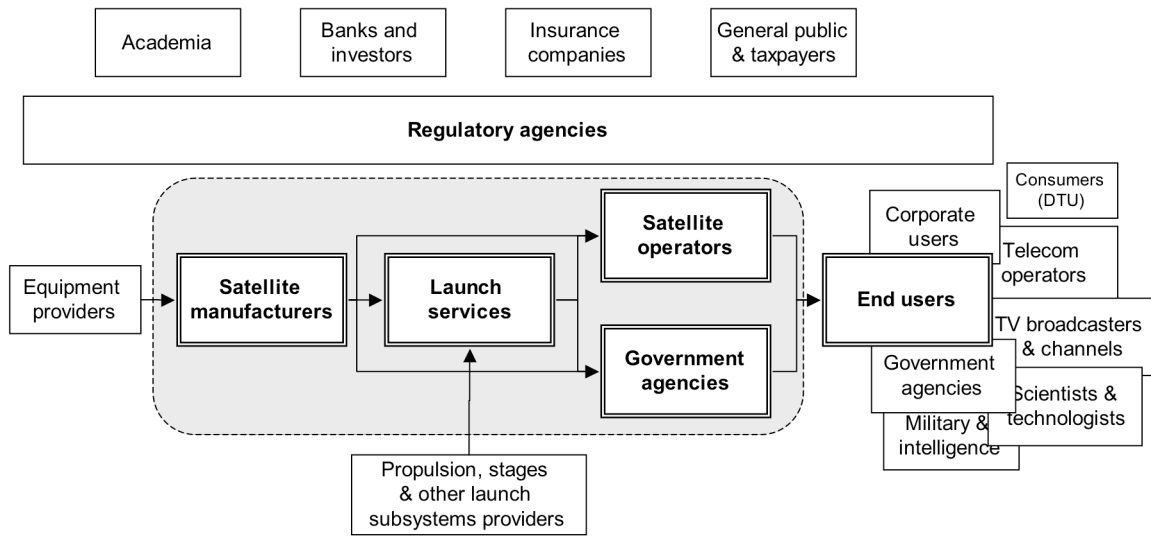 Academia
Banks and
investors
Insurance
companies
General public
& taxpayers
Regulatory agencies
Consumers
(DTU)
Corporate
users
Telecom
operators
Satellite
operators
Equipment
providers
Satellite
manufacturers
Launch
services
End users
TV broadcasters
& channels
Government
agencies
Government
agencies
Scientists &
technologists
Military &
intelligence
Propulsion, stages
& other launch
subsystems providers